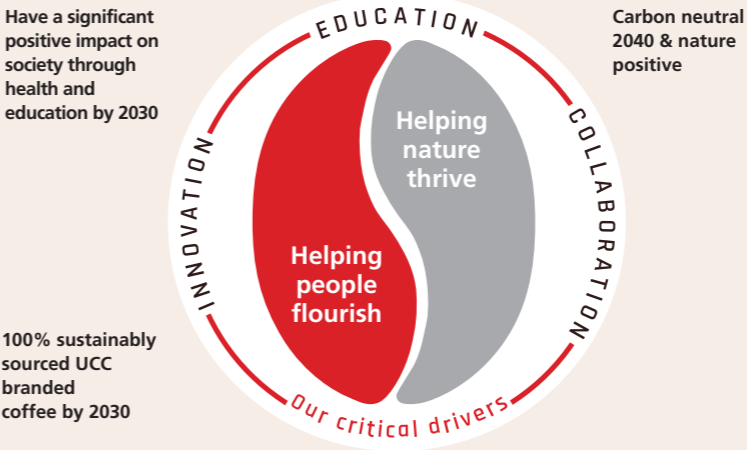 Have a significant
positive impact on
society through
health and
education by 2030
Carbon neutral
2040 & nature
positive
EDUCATION
COLLABORATION
INNOVATION
Helping
nature
thrive
Helping
people
flourish
100% sustainably
sourced UCC
branded
coffee by 2030
Our critical drivers